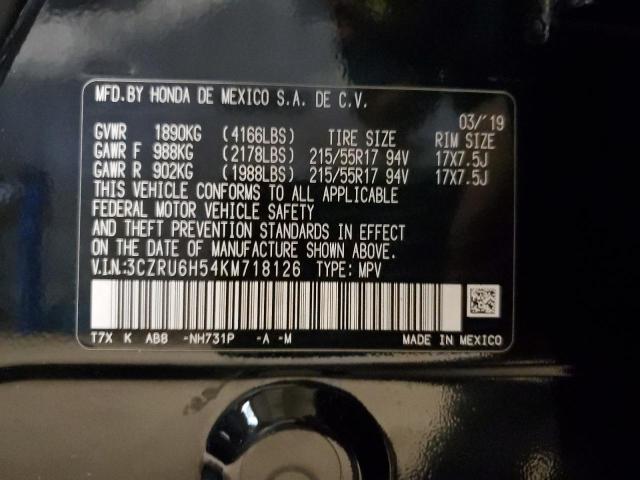 MFD.BY HONDA DE MEXICO S.A. DE C.V.
03/'19
GVWR 1890KG (4166LBS) TIRE SIZE RIM SIZE
GAWR F 988KG (2178LBS) 215/55R17 94V 17X7.5J
GAWR R 902KG (1988LBS) 215/55R17 94V 17X7.5J
THIS VEHICLE CONFORMS TO ALL APPLICABLE
FEDERAL MOTOR VEHICLE SAFETY
AND THEFT PREVENTION STANDARDS IN EFFECT
ON THE DATE OF MANUFACTURE SHOWN ABOVE.
V.I.N:3CZRU6H54KM718126 TYPE: MPV
T7X K AB8 -NH731P -A -M MADE IN MEXICO